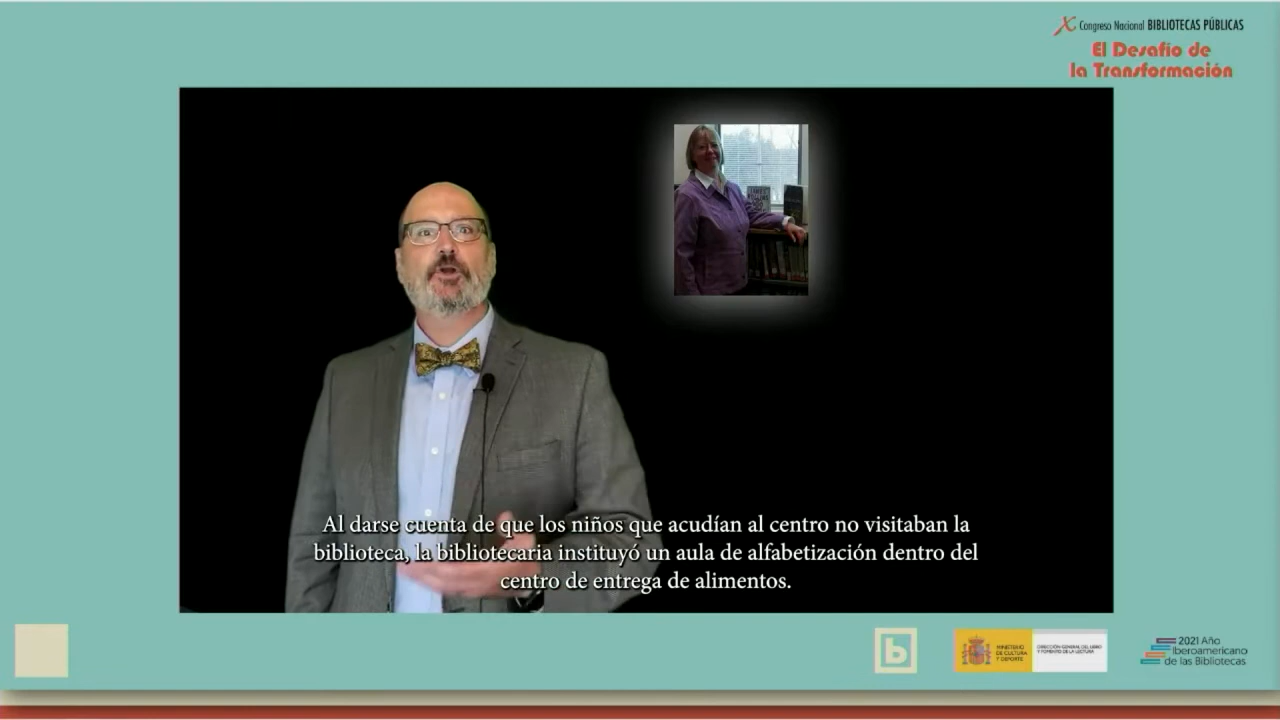 X Congreso Nacional BIBLIOTECAS PÚBLICAS
El Desafío de
la Transformación
Al darse cuenta de que los niños que acudían al centro no visitaban la
biblioteca, la bibliotecaria instituyó un aula de alfabetización dentro del
centro de entrega de alimentos.
b
MINISTERIO
DE CULTURA
Y DEPORTE
DIRECCIÓN GENERAL DEL LIBRO
Y FOMENTO DE LA LECTURA
2021 Año
Iberoamericano
de las Bibliotecas